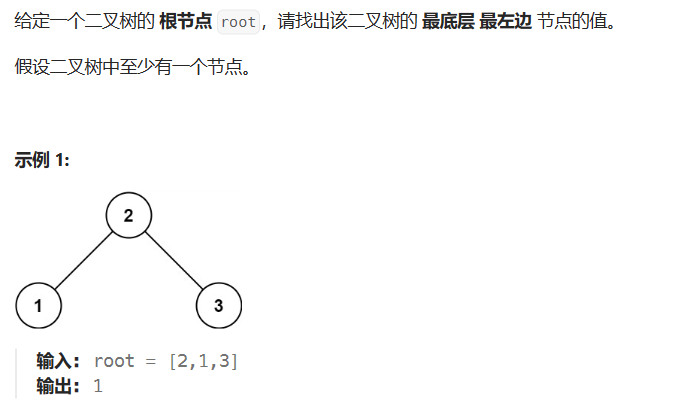 给定一个二叉树的 根节点 root，请找出该二叉树的 最底层 最左边 节点的值。
假设二叉树中至少有一个节点。
示例 1:
2
1
3
输入: root = [2,1,3]
输出: 1